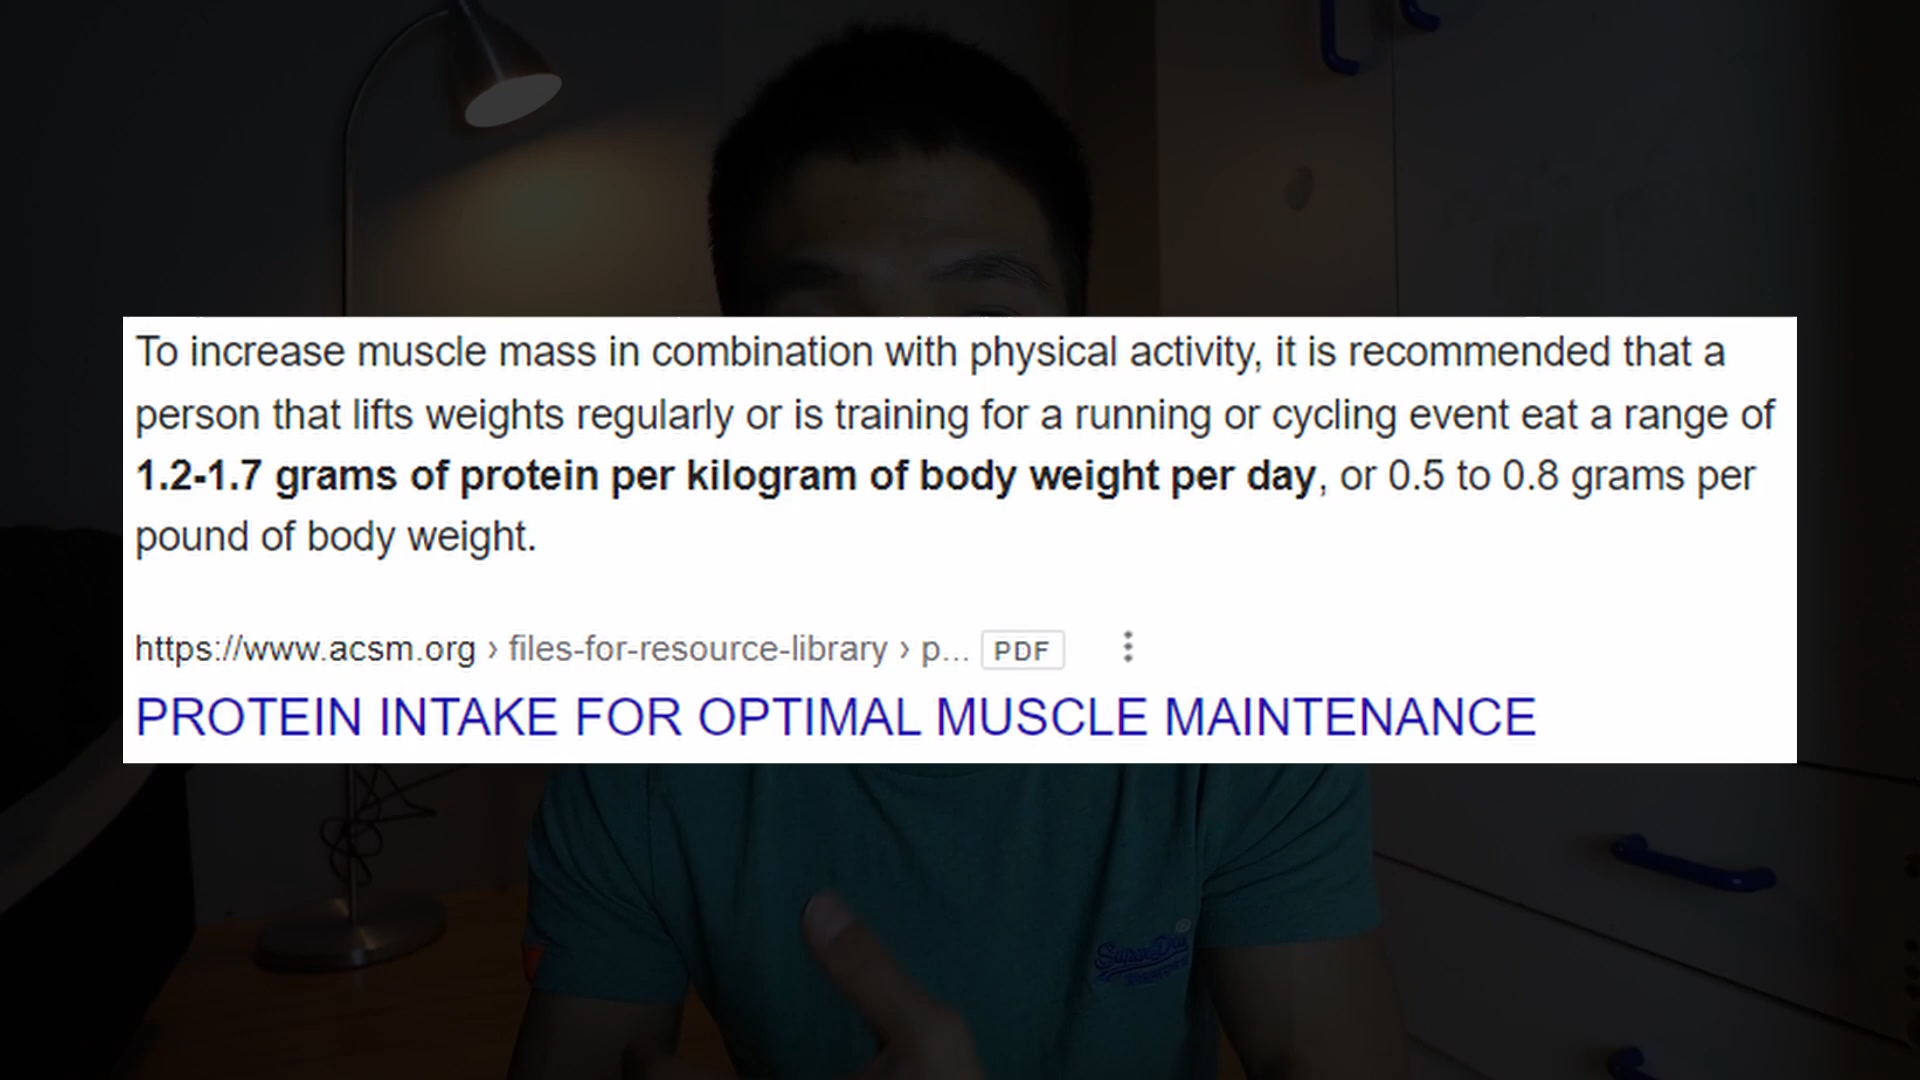 To increase muscle mass in combination with physical activity, it is recommended that a
person that lifts weights regularly or is training for a running or cycling event eat a range of
1.2-1.7 grams of protein per kilogram of body weight per day, or 0.5 to 0.8 grams per
pound of body weight.
https://www.acsm.org › files-for-resource-library › p... PDF
PROTEIN INTAKE FOR OPTIMAL MUSCLE MAINTENANCE
SuperDry